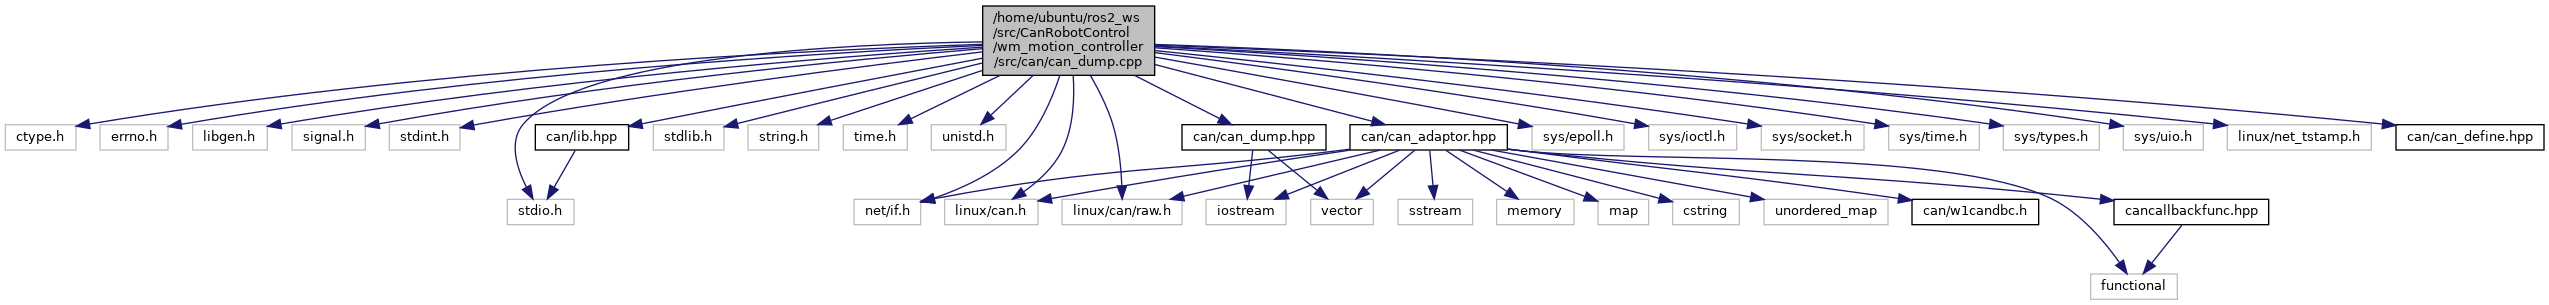 /home/ubuntu/ros2_ws
/src/CanRobotControl
/wm_motion_controller
/src/can/can_dump.cpp
ctype.h
errno.h
libgen.h
signal.h
stdint.h
can/lib.hpp
stdlib.h
string.h
time.h
unistd.h
can/can_dump.hpp
can/can_adaptor.hpp
sys/epoll.h
sys/ioctl.h
sys/socket.h
sys/time.h
sys/types.h
sys/uio.h
linux/net_tstamp.h
can/can_define.hpp
stdio.h
net/if.h
linux/can.h
linux/can/raw.h
iostream
vector
sstream
memory
map
cstring
unordered_map
can/w1candbc.h
cancallbackfunc.hpp
functional